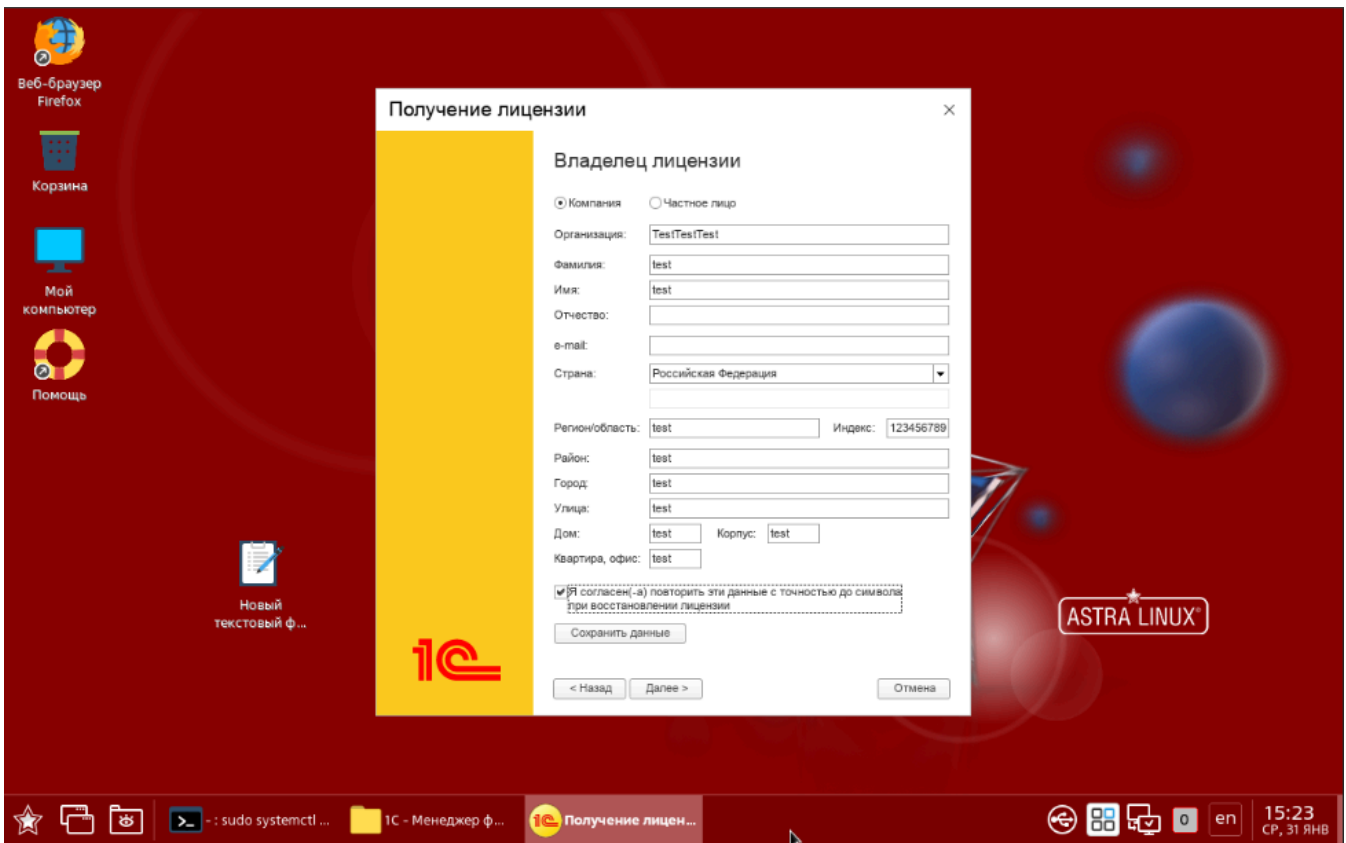 Веб-браузер
Firefox
Корзина
Мой
компьютер
Помощь
Новый
текстовый ф...
Получение лицензии
Владелец лицензии
Компания Частное лицо
Организация: TestTestTest
Фамилия: test
Имя: test
Отчество:
e-mail:
Страна: Российская Федерация
Регион/область: test Индекс: 123456789
Район: test
Город: test
Улица: test
Дом: test Корпус: test
Квартира, офис: test
Я согласен(-а) повторить эти данные с точностью до символа
при восстановлении лицензии
Сохранить данные
1С
< Назад Далее > Отмена
ASTRA LINUX®
- : sudo systemctl ...
1С - Менеджер ф...
1С Получение лицен...
0
en
15:23
СР, 31 ЯНВ